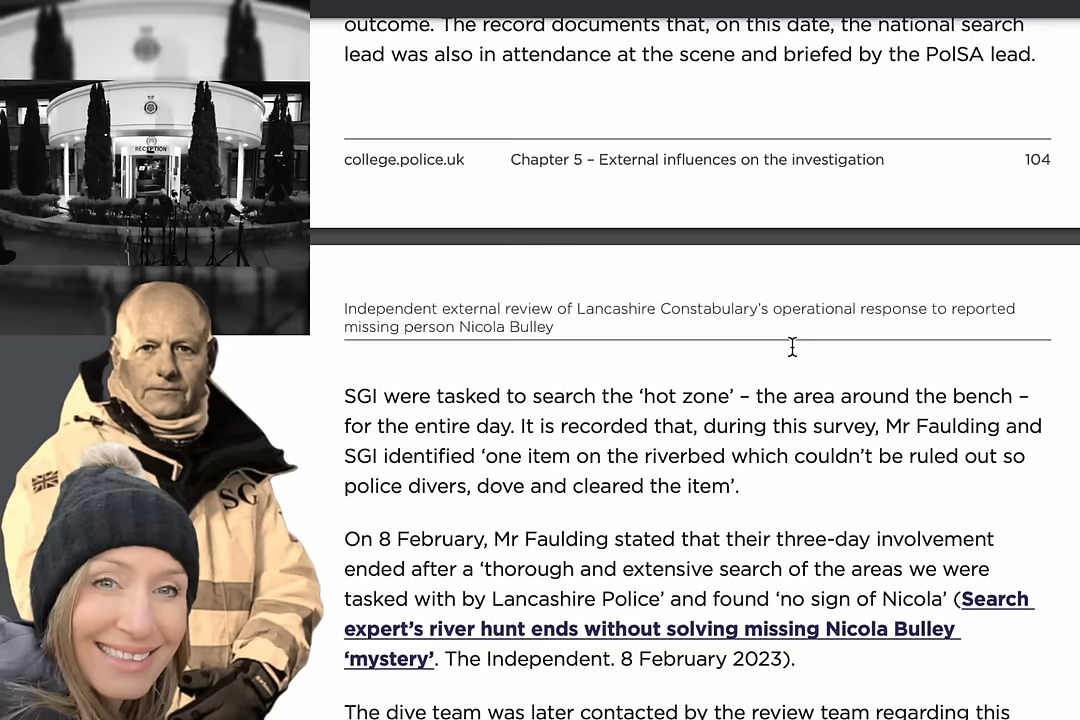 outcome. The record documents that, on this date, the national search
lead was also in attendance at the scene and briefed by the PolSA lead.
college.police.uk Chapter 5 – External influences on the investigation 104
Independent external review of Lancashire Constabulary's operational response to reported
missing person Nicola Bulley
SGI were tasked to search the ‘hot zone’ – the area around the bench –
for the entire day. It is recorded that, during this survey, Mr Faulding and
SGI identified ‘one item on the riverbed which couldn’t be ruled out so
police divers, dove and cleared the item’.
On 8 February, Mr Faulding stated that their three-day involvement
ended after a ‘thorough and extensive search of the areas we were
tasked with by Lancashire Police’ and found ‘no sign of Nicola’ (Search
expert’s river hunt ends without solving missing Nicola Bulley
‘mystery’. The Independent. 8 February 2023).
The dive team was later contacted by the review team regarding this
RECEPTION
SG